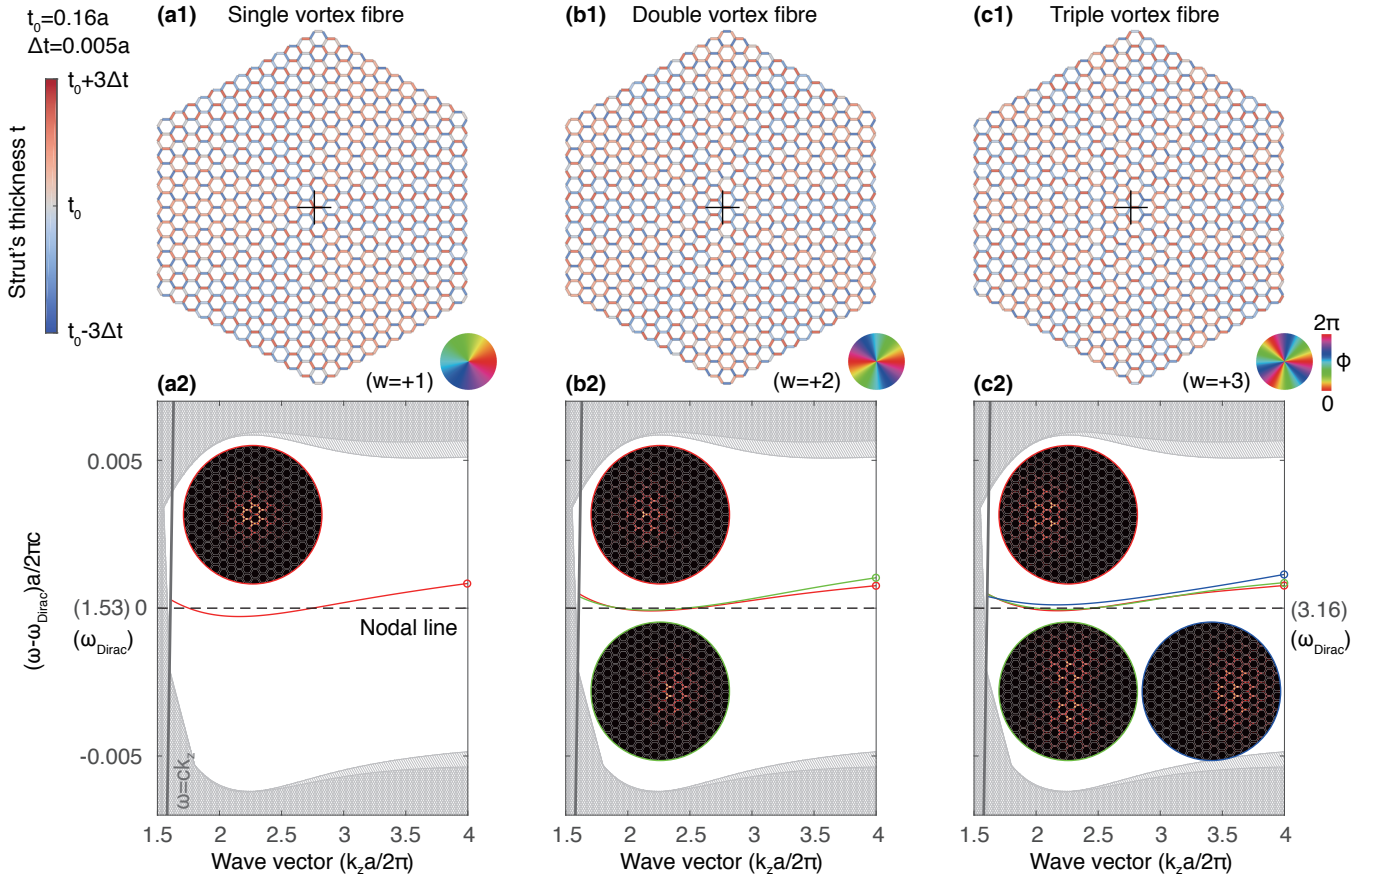 t₀=0.16a
Δt=0.005a
t₀+3Δt
t₀
t₀-3Δt
Strut's thickness t
(a1) Single vortex fibre
(w=+1)
(b1) Double vortex fibre
(w=+2)
(c1) Triple vortex fibre
(w=+3)
2π
Φ
0
(a2)
(ω-ω_Dirac)a/2πc
0.005
(1.53) 0
(ω_Dirac)
-0.005
Nodal line
ω=ck_z
1.5 2 2.5 3 3.5 4
Wave vector (k_za/2π)
(b2)
1.5 2 2.5 3 3.5 4
Wave vector (k_za/2π)
(c2)
(3.16)
(ω_Dirac)
1.5 2 2.5 3 3.5 4
Wave vector (k_za/2π)